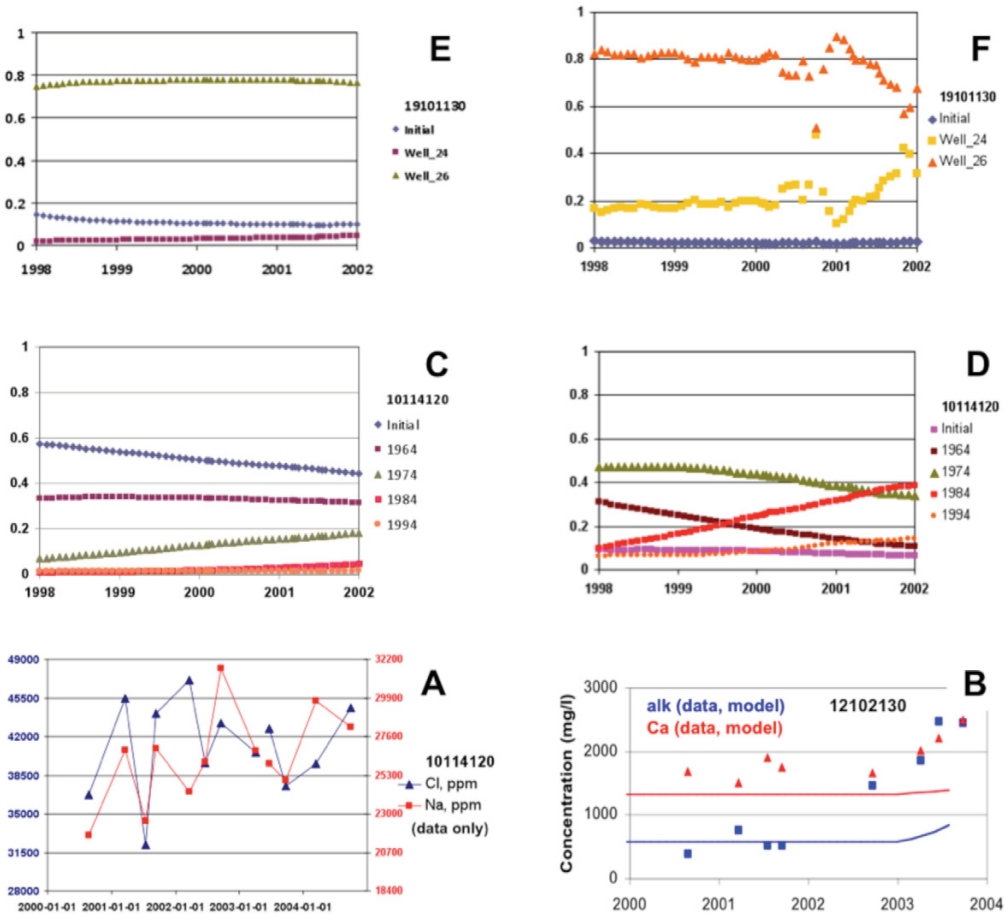 E
1
0.8
0.6
0.4
0.2
0
1998 1999 2000 2001 2002
19101130
Initial
Well_24
Well_26
F
1
0.8
0.6
0.4
0.2
0
1998 1999 2000 2001 2002
19101130
Initial
Well_24
Well_26
C
1
0.8
0.6
0.4
0.2
0
1998 1999 2000 2001 2002
10114120
Initial
1964
1974
1984
1994
D
1
0.8
0.6
0.4
0.2
0
1998 1999 2000 2001 2002
10114120
Initial
1964
1974
1984
1994
A
49000
45500
42000
38500
35000
31500
28000
32200
29900
27600
25300
23000
20700
18400
2000-01-01 2001-01-01 2002-01-01 2003-01-01 2004-01-01
10114120
Cl, ppm
Na, ppm
(data only)
B
Concentration (mg/l)
3000
2000
1000
0
2000 2001 2002 2003 2004
alk (data, model)
Ca (data, model)
12102130